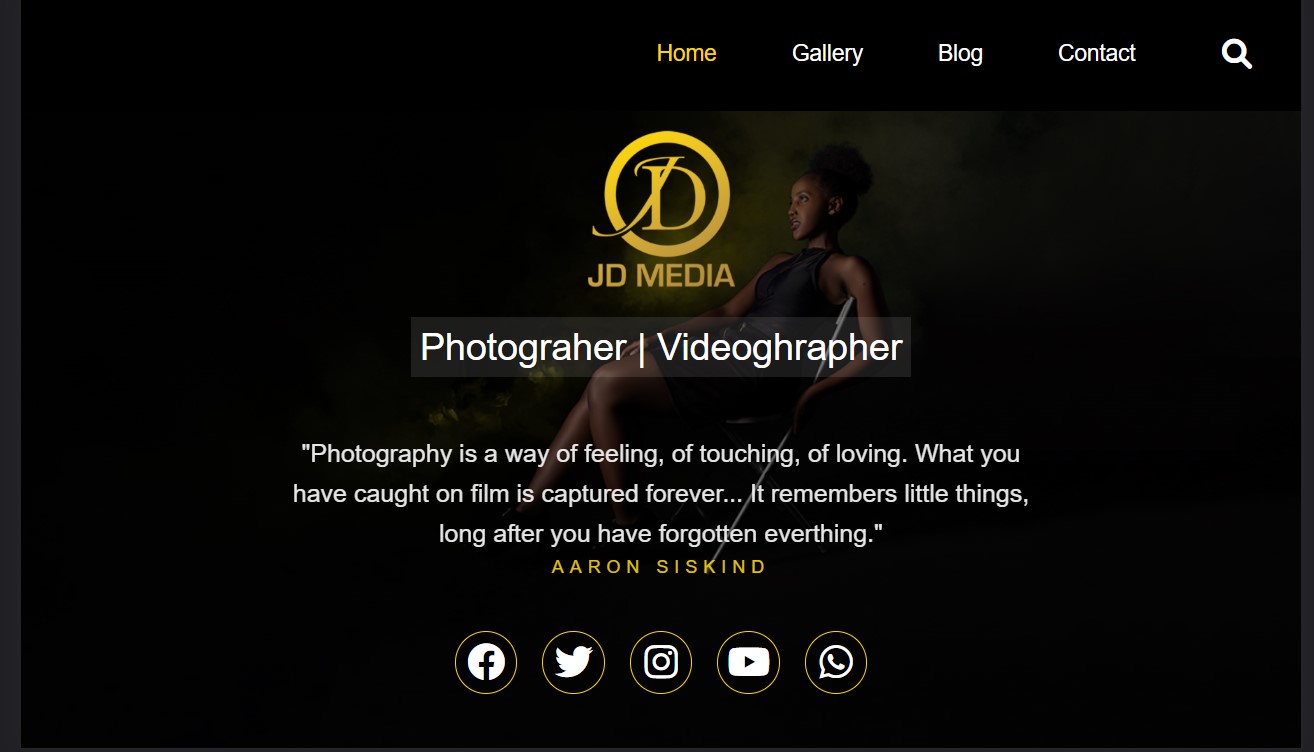 Home Gallery Blog Contact
JD
JD MEDIA
Photograher | Videoghrapher
"Photography is a way of feeling, of touching, of loving. What you
have caught on film is captured forever... It remembers little things,
long after you have forgotten everthing."
AARON SISKIND